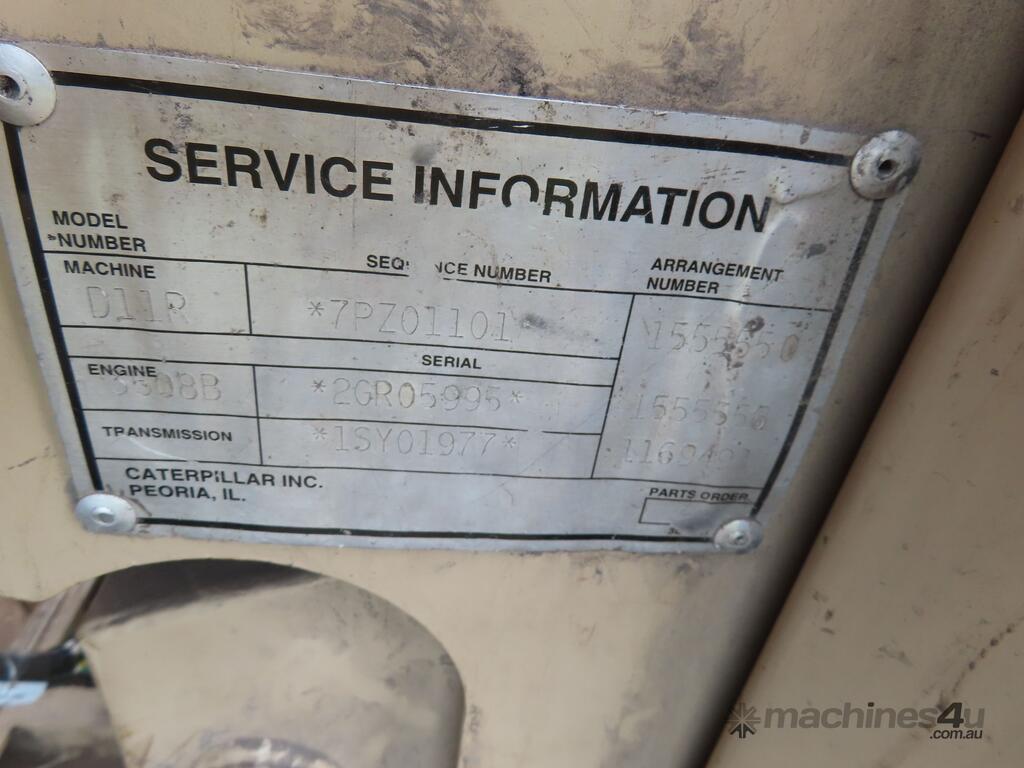 SERVICE INFORMATION
MODEL
NUMBER
SEQUENCE NUMBER
ARRANGEMENT
NUMBER
MACHINE
D11R
*7PZ01101*
SERIAL
ENGINE
3508B
*2GR05995*
TRANSMISSION
*1SY01977*
CATERPILLAR INC.
PEORIA, IL.
PARTS ORDER
machines4u
.com.au